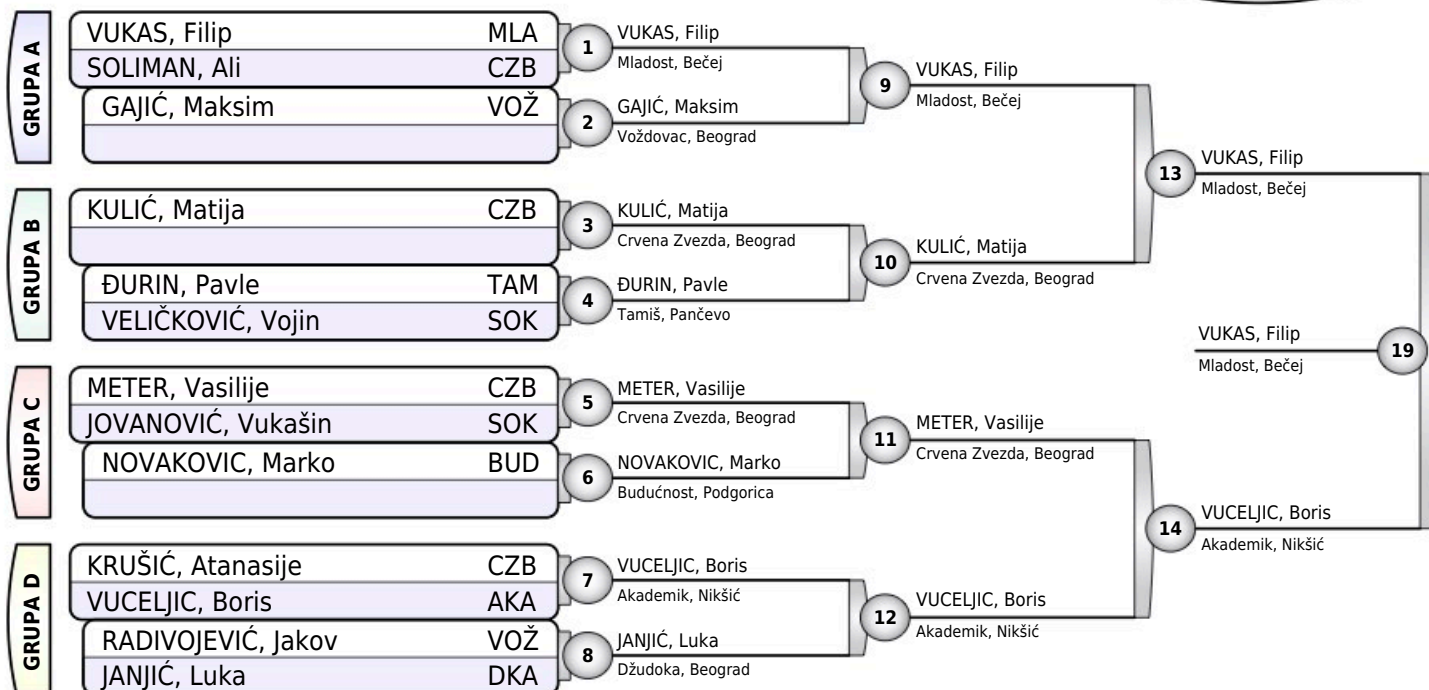 GRUPA A
VUKAS, Filip MLA
SOLIMAN, Ali CZB
GAJIĆ, Maksim VOŽ
GRUPA B
KULIĆ, Matija CZB
ĐURIN, Pavle TAM
VELIČKOVIĆ, Vojin SOK
GRUPA C
METER, Vasilije CZB
JOVANOVIĆ, Vukašin SOK
NOVAKOVIC, Marko BUD
GRUPA D
KRUŠIĆ, Atanasije CZB
VUCELJIC, Boris AKA
RADIVOJEVIĆ, Jakov VOŽ
JANJIĆ, Luka DKA
1
VUKAS, Filip
Mladost, Bečej
2
GAJIĆ, Maksim
Voždovac, Beograd
3
KULIĆ, Matija
Crvena Zvezda, Beograd
4
ĐURIN, Pavle
Tamiš, Pančevo
5
METER, Vasilije
Crvena Zvezda, Beograd
6
NOVAKOVIC, Marko
Budućnost, Podgorica
7
VUCELJIC, Boris
Akademik, Nikšić
8
JANJIĆ, Luka
Džudoka, Beograd
9
VUKAS, Filip
Mladost, Bečej
10
KULIĆ, Matija
Crvena Zvezda, Beograd
11
METER, Vasilije
Crvena Zvezda, Beograd
12
VUCELJIC, Boris
Akademik, Nikšić
13
VUKAS, Filip
Mladost, Bečej
14
VUCELJIC, Boris
Akademik, Nikšić
VUKAS, Filip
Mladost, Bečej
19